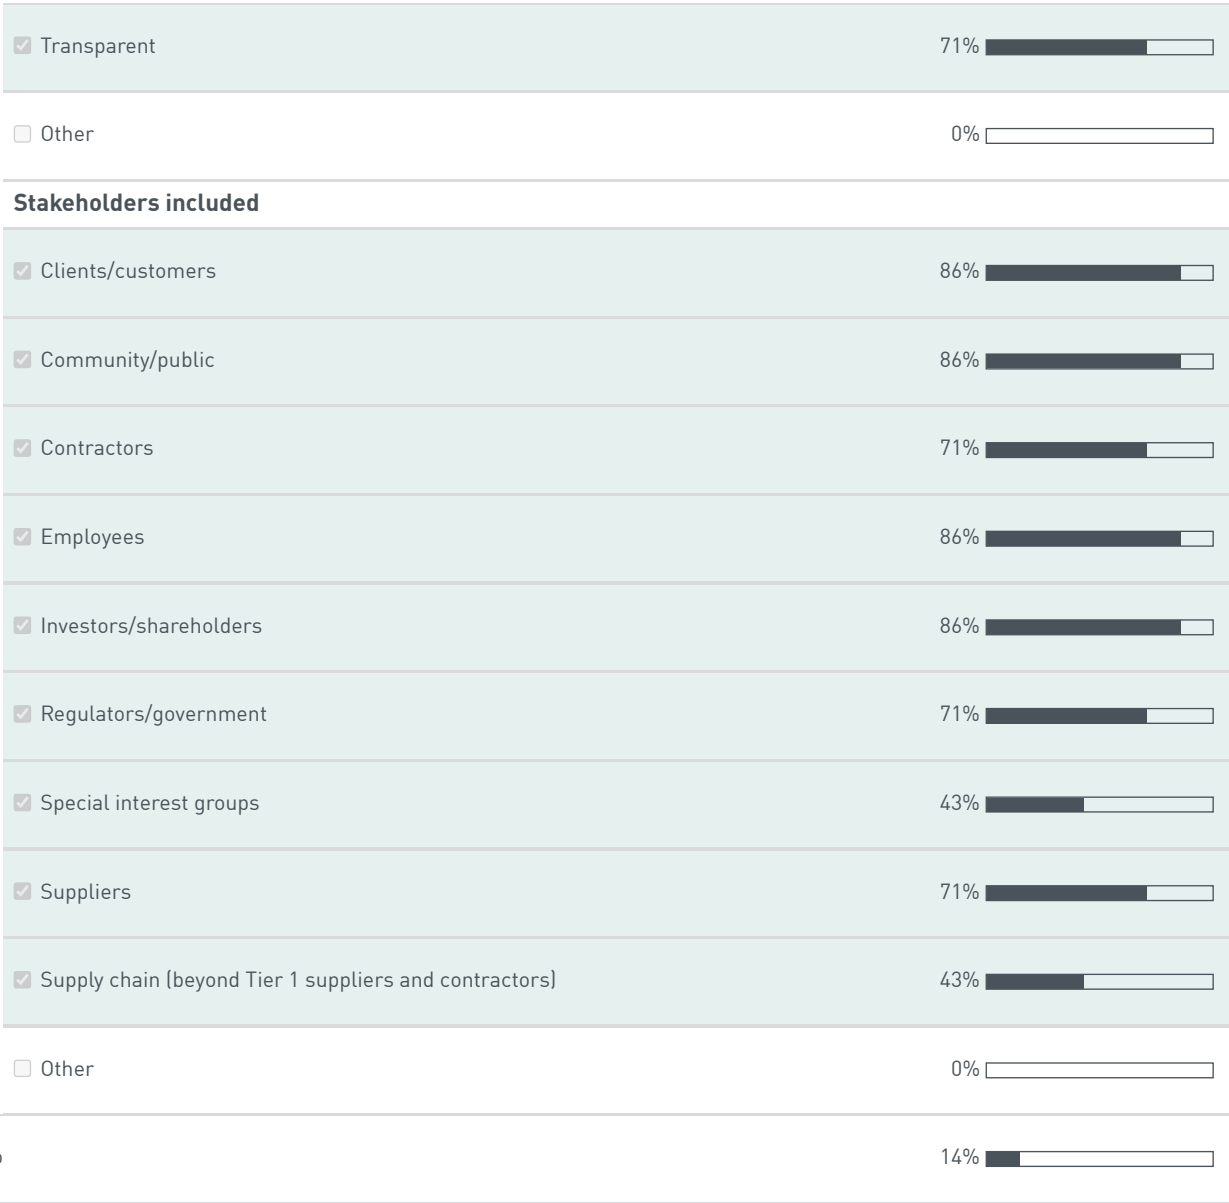 Transparent 71%
Other 0%
Stakeholders included
Clients/customers 86%
Community/public 86%
Contractors 71%
Employees 86%
Investors/shareholders 86%
Regulators/government 71%
Special interest groups 43%
Suppliers 71%
Supply chain (beyond Tier 1 suppliers and contractors) 43%
Other 0%
14%